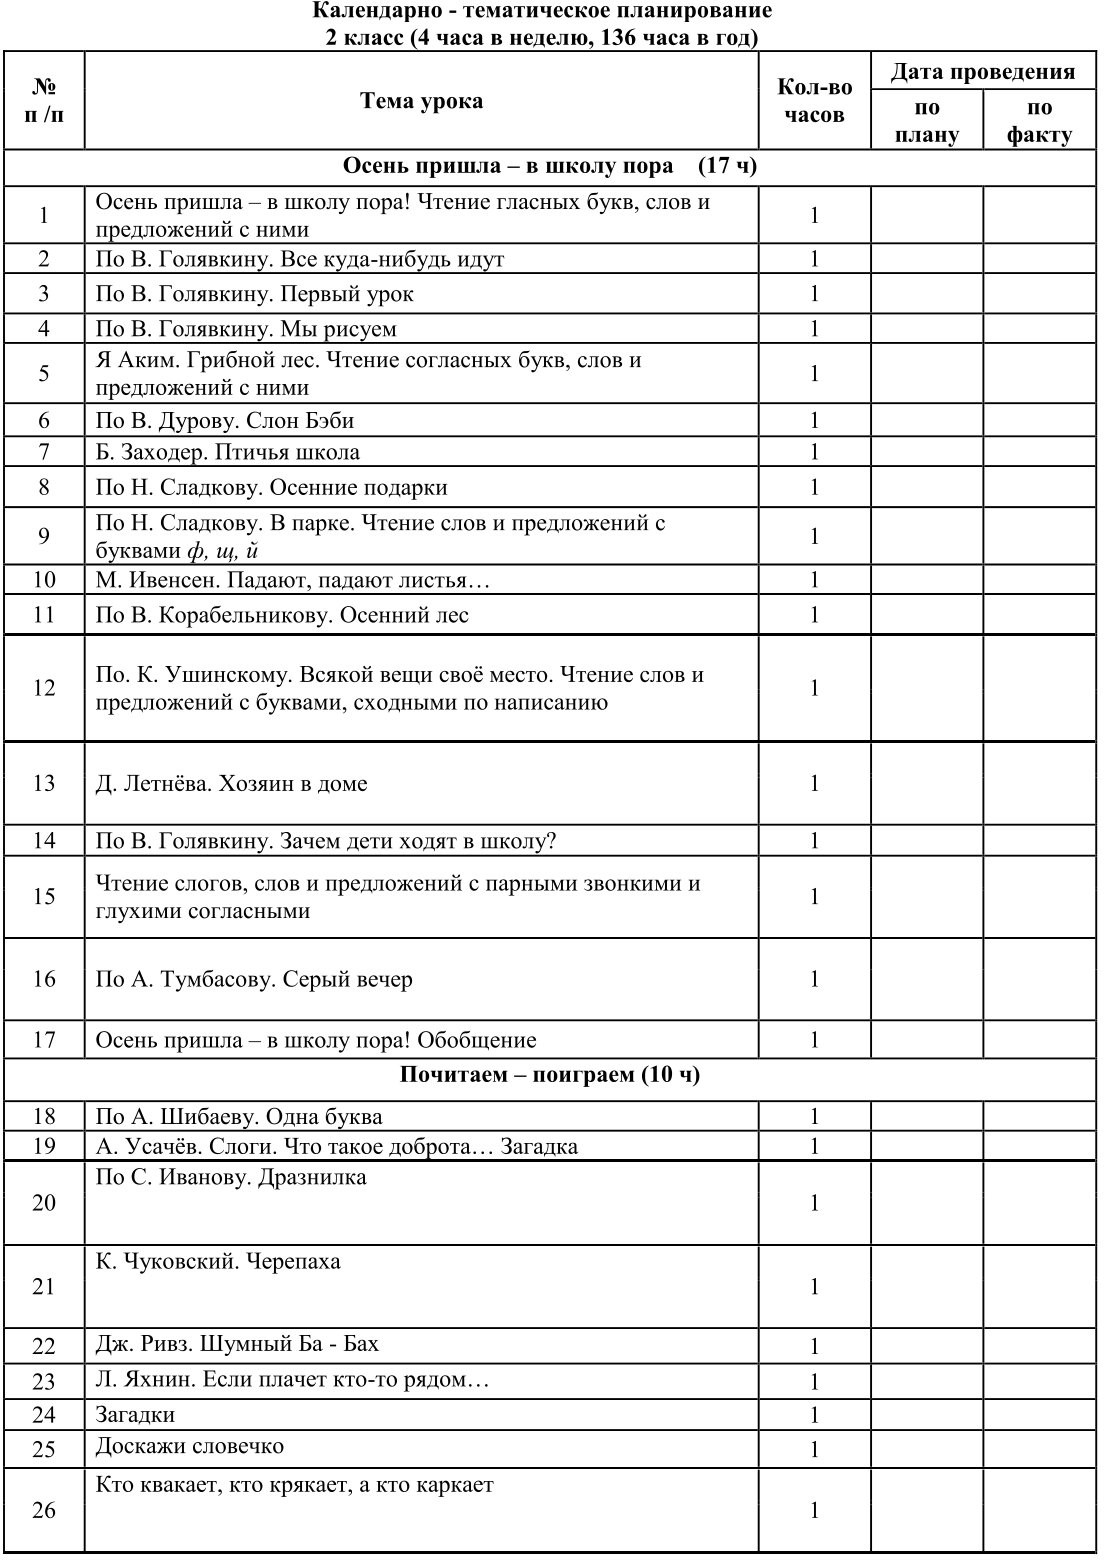 Календарно - тематическое планирование
2 класс (4 часа в неделю, 136 часа в год)
№
п /п
Тема урока
Кол-во
часов
Дата проведения
по
плану
по
факту
Осень пришла – в школу пора (17 ч)
1
Осень пришла – в школу пора! Чтение гласных букв, слов и
предложений с ними
1
2 По В. Голявкину. Все куда-нибудь идут 1
3 По В. Голявкину. Первый урок 1
4 По В. Голявкину. Мы рисуем 1
5
Я Аким. Грибной лес. Чтение согласных букв, слов и
предложений с ними
1
6 По В. Дурову. Слон Бэби 1
7 Б. Заходер. Птичья школа 1
8 По Н. Сладкову. Осенние подарки 1
9
По Н. Сладкову. В парке. Чтение слов и предложений с
буквами ф, щ, й
1
10 М. Ивенсен. Падают, падают листья… 1
11 По В. Корабельникову. Осенний лес 1
12
По. К. Ушинскому. Всякой вещи своё место. Чтение слов и
предложений с буквами, сходными по написанию
1
13 Д. Летнёва. Хозяин в доме 1
14 По В. Голявкину. Зачем дети ходят в школу? 1
15
Чтение слогов, слов и предложений с парными звонкими и
глухими согласными
1
16 По А. Тумбасову. Серый вечер 1
17 Осень пришла – в школу пора! Обобщение 1
Почитаем – поиграем (10 ч)
18 По А. Шибаеву. Одна буква 1
19 А. Усачёв. Слоги. Что такое доброта… Загадка 1
20 По С. Иванову. Дразнилка 1
21 К. Чуковский. Черепаха 1
22 Дж. Ривз. Шумный Ба - Бах 1
23 Л. Яхнин. Если плачет кто-то рядом… 1
24 Загадки 1
25 Доскажи словечко 1
26 Кто квакает, кто крякает, а кто каркает 1